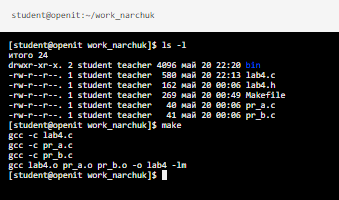 student@openit:~/work_narchuk
[student@openit work_narchuk]$ ls -l
итого 24
drwxr-xr-x. 2 student teacher 4096 май 20 22:20 bin
-rw-r--r--. 1 student teacher  580 май 20 22:13 lab4.c
-rw-r--r--. 1 student teacher  162 май 20 00:06 lab4.h
-rw-r--r--. 1 student teacher  269 май 20 00:49 Makefile
-rw-r--r--. 1 student teacher   40 май 20 00:06 pr_a.c
-rw-r--r--. 1 student teacher   41 май 20 00:06 pr_b.c
[student@openit work_narchuk]$ make
gcc -c lab4.c
gcc -c pr_a.c
gcc -c pr_b.c
gcc lab4.o pr_a.o pr_b.o -o lab4 -lm
[student@openit work_narchuk]$